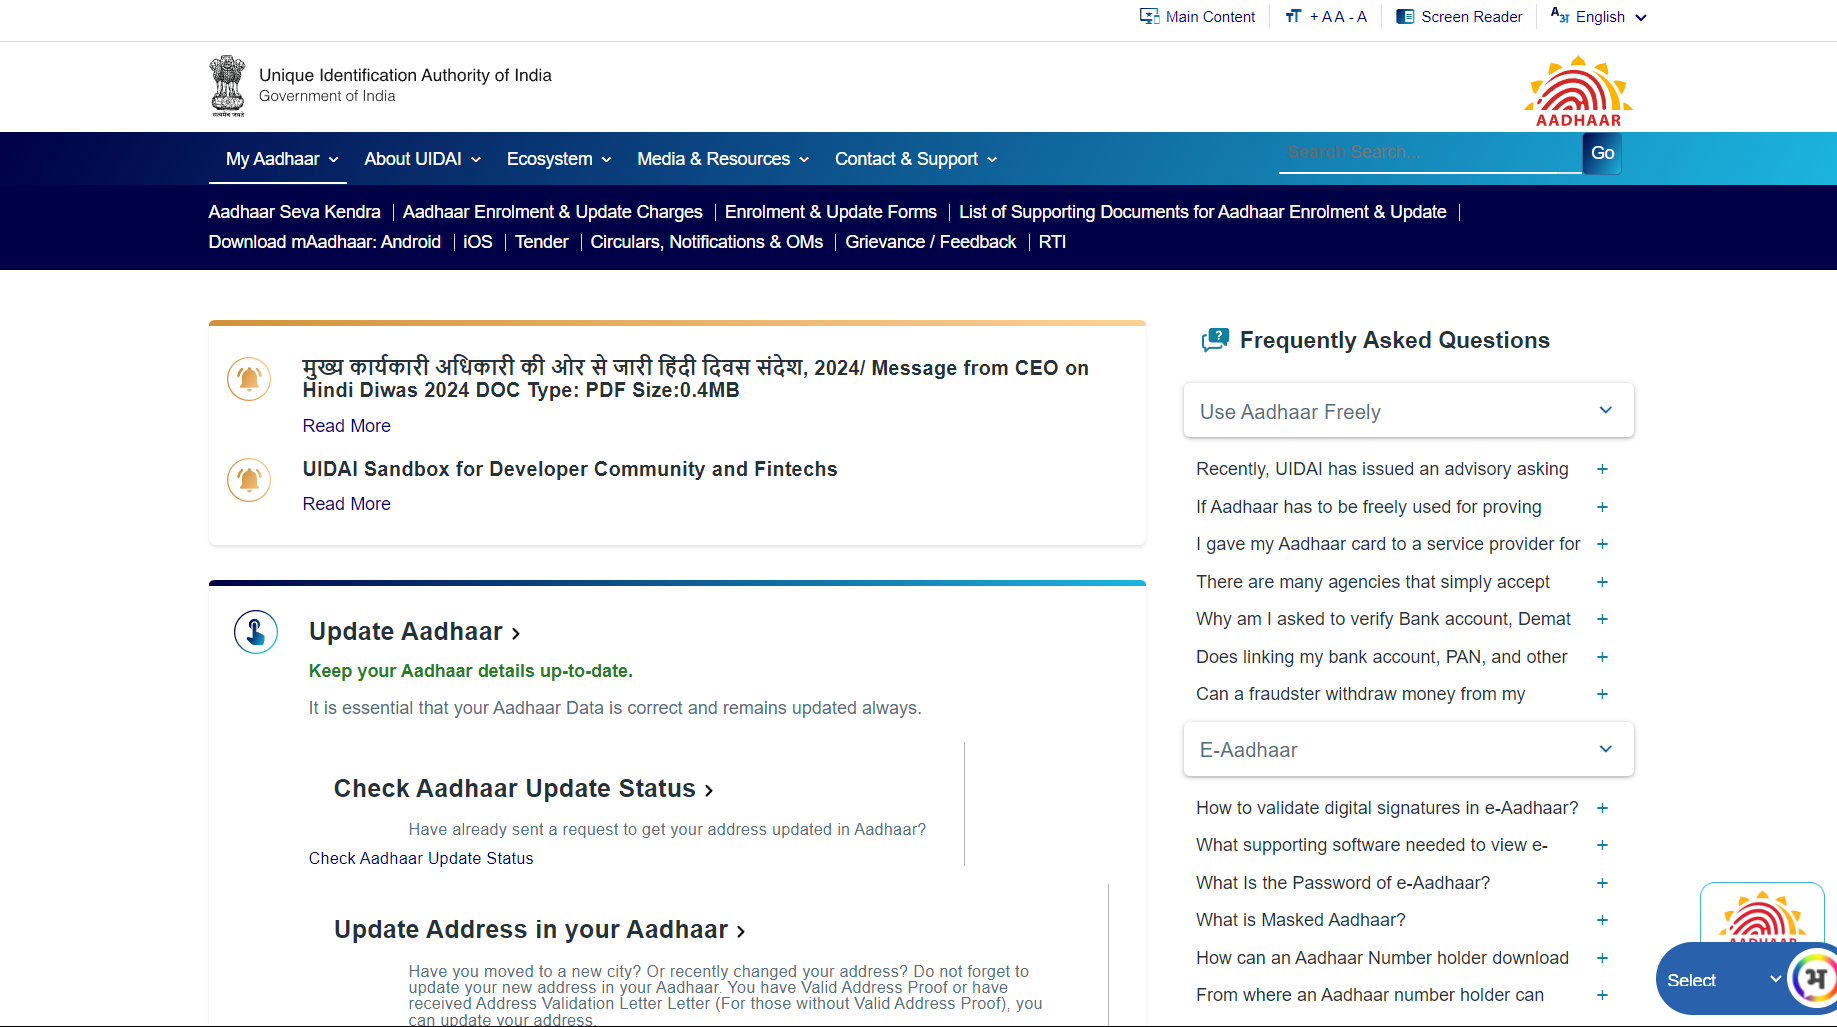 Main Content
+ A A - A
Screen Reader
English
Unique Identification Authority of India
Government of India
सत्यमेव जयते
AADHAAR
My Aadhaar
About UIDAI
Ecosystem
Media & Resources
Contact & Support
Search Search...
Go
Aadhaar Seva Kendra | Aadhaar Enrolment & Update Charges | Enrolment & Update Forms | List of Supporting Documents for Aadhaar Enrolment & Update |
Download mAadhaar: Android | iOS | Tender | Circulars, Notifications & OMs | Grievance / Feedback | RTI
मुख्य कार्यकारी अधिकारी की ओर से जारी हिंदी दिवस संदेश, 2024/ Message from CEO on
Hindi Diwas 2024 DOC Type: PDF Size:0.4MB
Read More
UIDAI Sandbox for Developer Community and Fintechs
Read More
Update Aadhaar
Keep your Aadhaar details up-to-date.
It is essential that your Aadhaar Data is correct and remains updated always.
Check Aadhaar Update Status
Have already sent a request to get your address updated in Aadhaar?
Check Aadhaar Update Status
Update Address in your Aadhaar
Have you moved to a new city? Or recently changed your address? Do not forget to
update your new address in your Aadhaar. You have Valid Address Proof or have
received Address Validation Letter Letter (For those without Valid Address Proof), you
can update your address.
Frequently Asked Questions
Use Aadhaar Freely
Recently, UIDAI has issued an advisory asking +
If Aadhaar has to be freely used for proving +
I gave my Aadhaar card to a service provider for +
There are many agencies that simply accept +
Why am I asked to verify Bank account, Demat +
Does linking my bank account, PAN, and other +
Can a fraudster withdraw money from my +
E-Aadhaar
How to validate digital signatures in e-Aadhaar? +
What supporting software needed to view e- +
What Is the Password of e-Aadhaar? +
What is Masked Aadhaar? +
How can an Aadhaar Number holder download +
From where an Aadhaar number holder can +
AADHAAR
Select
अ